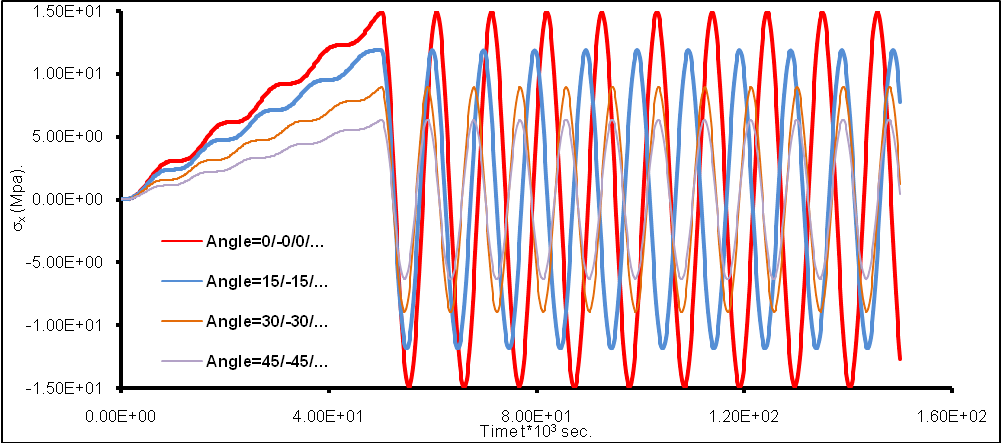 1.50E+01
1.00E+01
5.00E+00
0.00E+00
-5.00E+00
-1.00E+01
-1.50E+01
σx (Mpa).
Angle=0/-0/0/...
Angle=15/-15/...
Angle=30/-30/...
Angle=45/-45/...
0.00E+00 4.00E+01 8.00E+01 1.20E+02 1.60E+02
Time t*10³ sec.